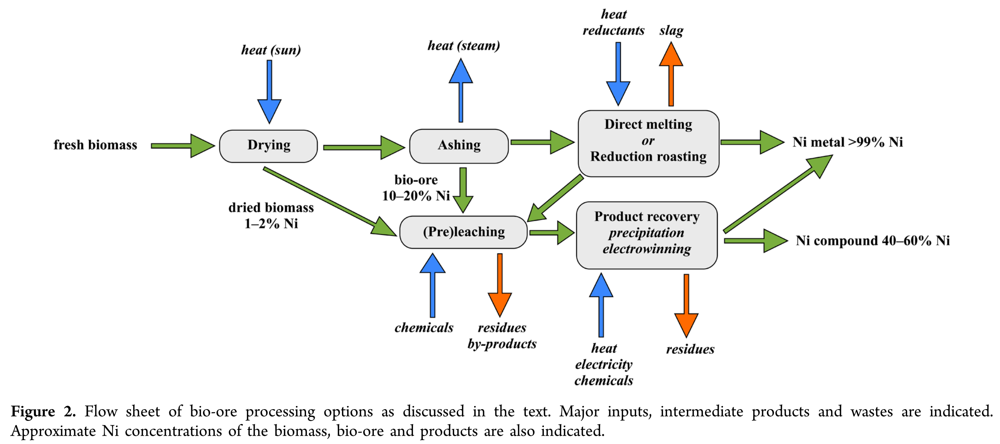 heat
reductants
slag
heat (sun)
heat (steam)
fresh biomass
Drying
Ashing
Direct melting
or
Reduction roasting
Ni metal >99% Ni
bio-ore
10–20% Ni
dried biomass
1–2% Ni
(Pre)leaching
Product recovery
precipitation
electrowinning
Ni compound 40–60% Ni
chemicals
residues
by-products
heat
electricity
chemicals
residues
Figure 2. Flow sheet of bio-ore processing options as discussed in the text. Major inputs, intermediate products and wastes are indicated.
Approximate Ni concentrations of the biomass, bio-ore and products are also indicated.